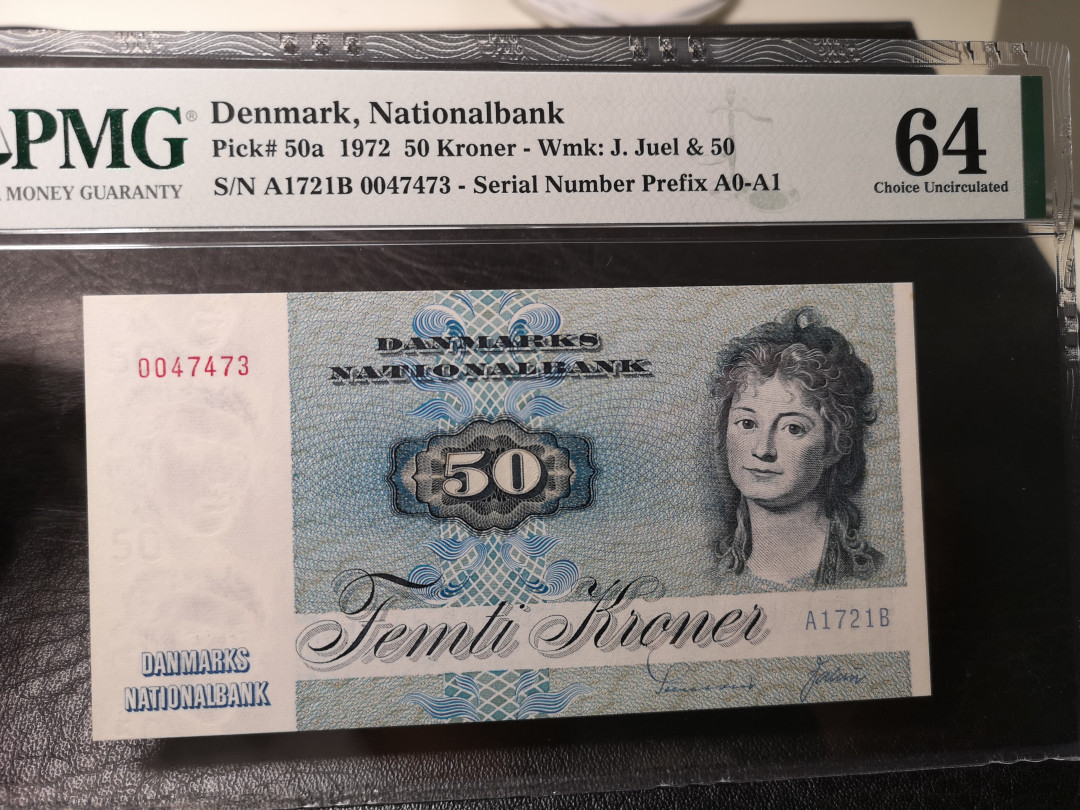 PMG®
MONEY GUARANTY
Denmark, Nationalbank
Pick# 50a 1972 50 Kroner - Wmk: J. Juel & 50
S/N A1721B 0047473 - Serial Number Prefix A0-A1
64
Choice Uncirculated
0047473
DANMARKS
NATIONALBANK
50
50
Femti Kroner
A1721B
DANMARKS
NATIONALBANK